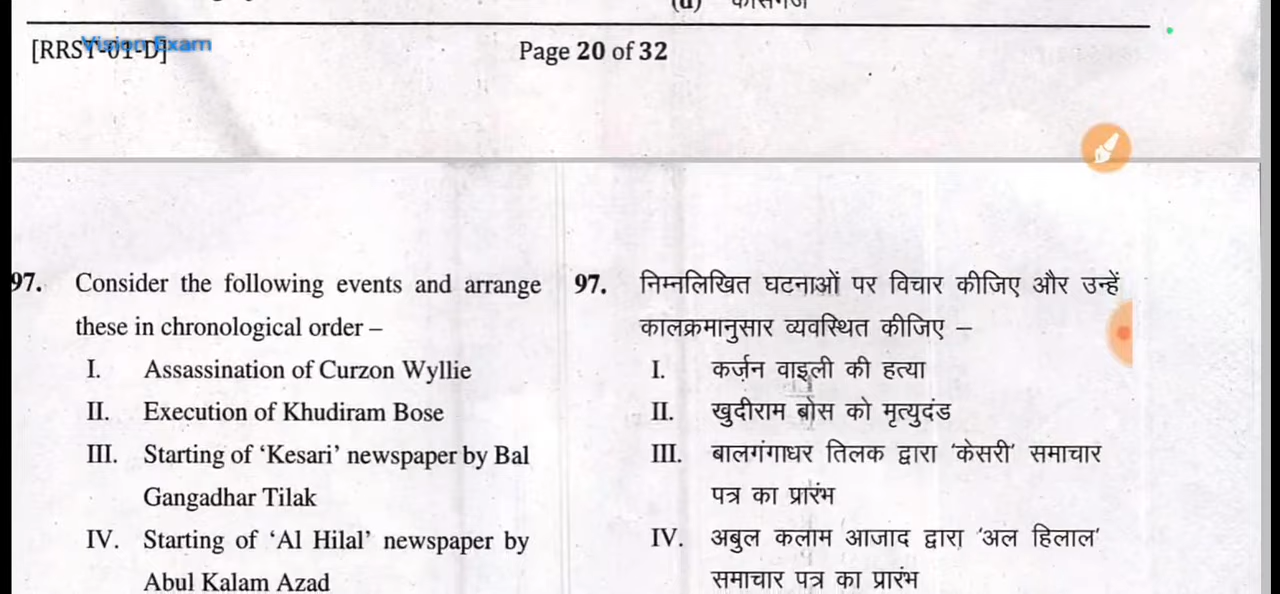 (d) कासगंज
[RRSY-01-D]
Vision Exam
Page 20 of 32
97. Consider the following events and arrange
these in chronological order –
I. Assassination of Curzon Wyllie
II. Execution of Khudiram Bose
III. Starting of ‘Kesari’ newspaper by Bal
Gangadhar Tilak
IV. Starting of ‘Al Hilal’ newspaper by
Abul Kalam Azad
97. निम्नलिखित घटनाओं पर विचार कीजिए और उन्हें
कालक्रमानुसार व्यवस्थित कीजिए –
I. कर्जन वाइली की हत्या
II. खुदीराम बोस को मृत्युदंड
III. बालगंगाधर तिलक द्वारा ‘केसरी’ समाचार
पत्र का प्रारंभ
IV. अबुल कलाम आजाद द्वारा ‘अल हिलाल’
समाचार पत्र का प्रारंभ